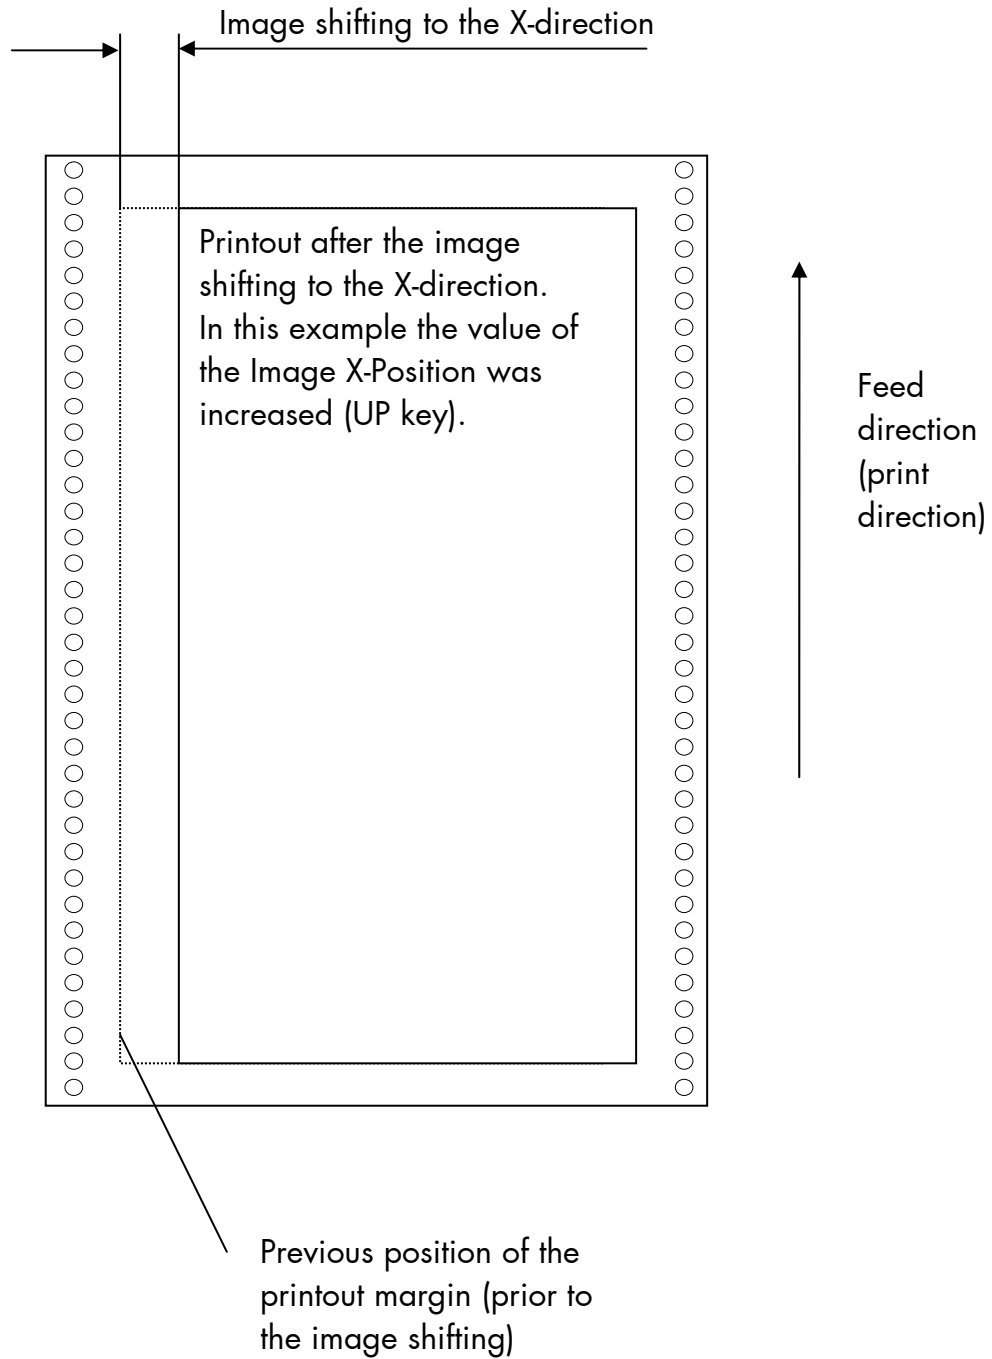 Image shifting to the X-direction
Printout after the image
shifting to the X-direction.
In this example the value of
the Image X-Position was
increased (UP key).
Feed
direction
(print
direction)
Previous position of the
printout margin (prior to
the image shifting)